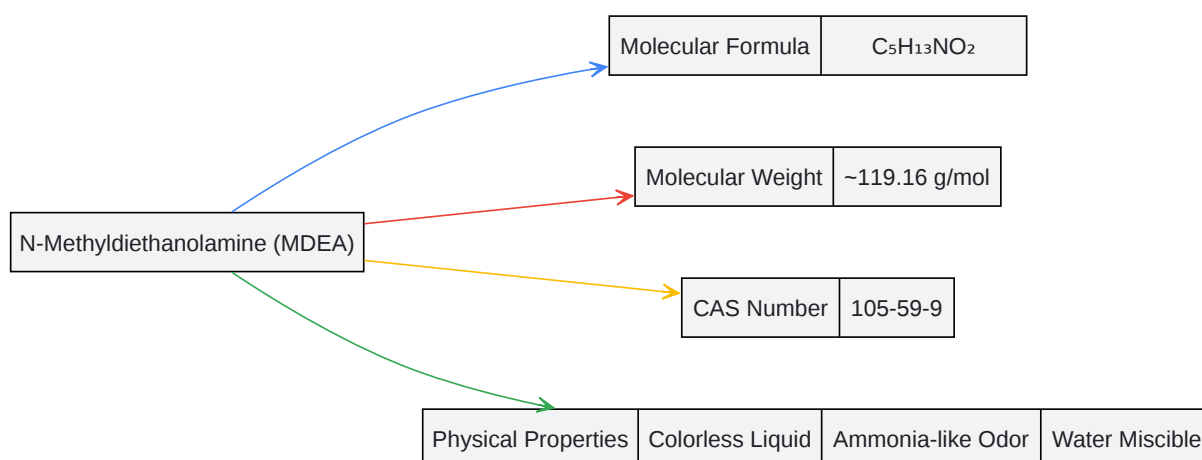 Molecular Formula C₅H₁₃NO₂
Molecular Weight ~119.16 g/mol
N-Methyldiethanolamine (MDEA)
CAS Number 105-59-9
Physical Properties Colorless Liquid Ammonia-like Odor Water Miscible